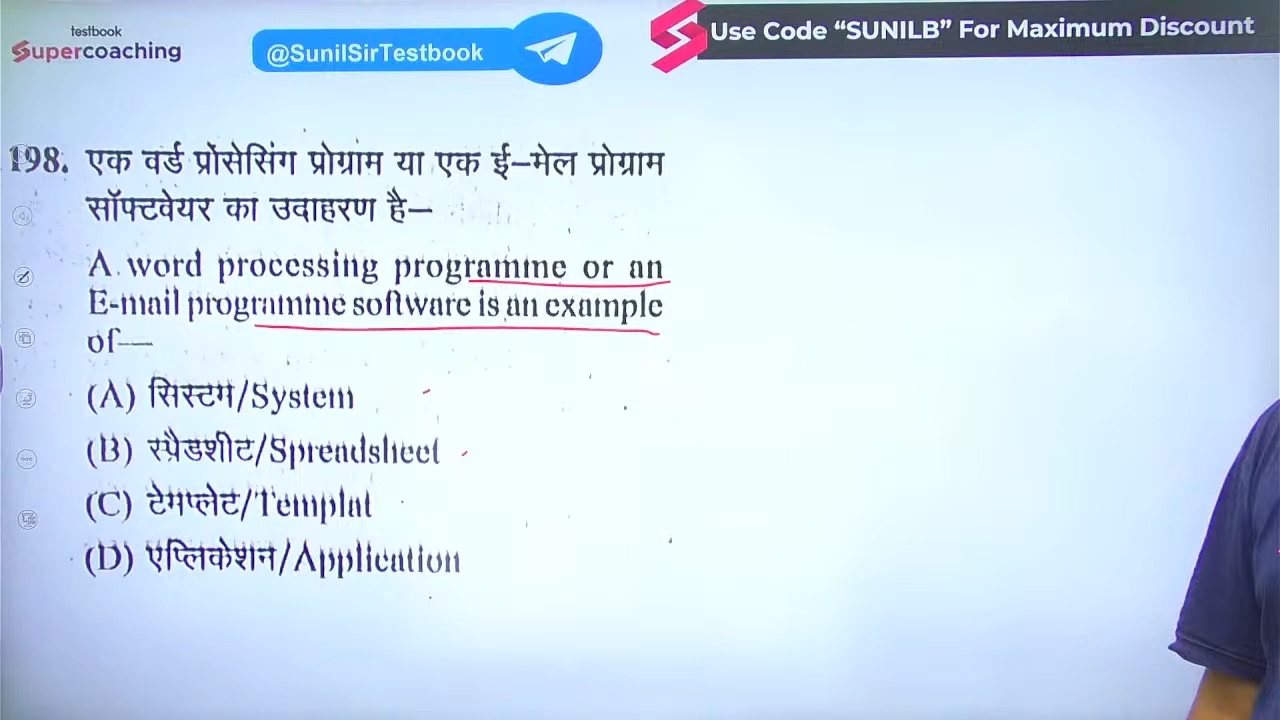 testbook
Supercoaching
@SunilSirTestbook
Use Code “SUNILB” For Maximum Discount
198. एक वर्ड प्रोंसेसिंग प्रोग्राम या एक ई–मेल प्रोग्राम
सॉफ्टवेयर का उदाहरण है–
A word processing programme or an
E-mail programme software is an example
of—
(A) सिस्टम/System
(B) स्प्रैडशीट/Spreadsheet
(C) टेमप्लेट/Templat
(D) एप्लिकेशन/Application